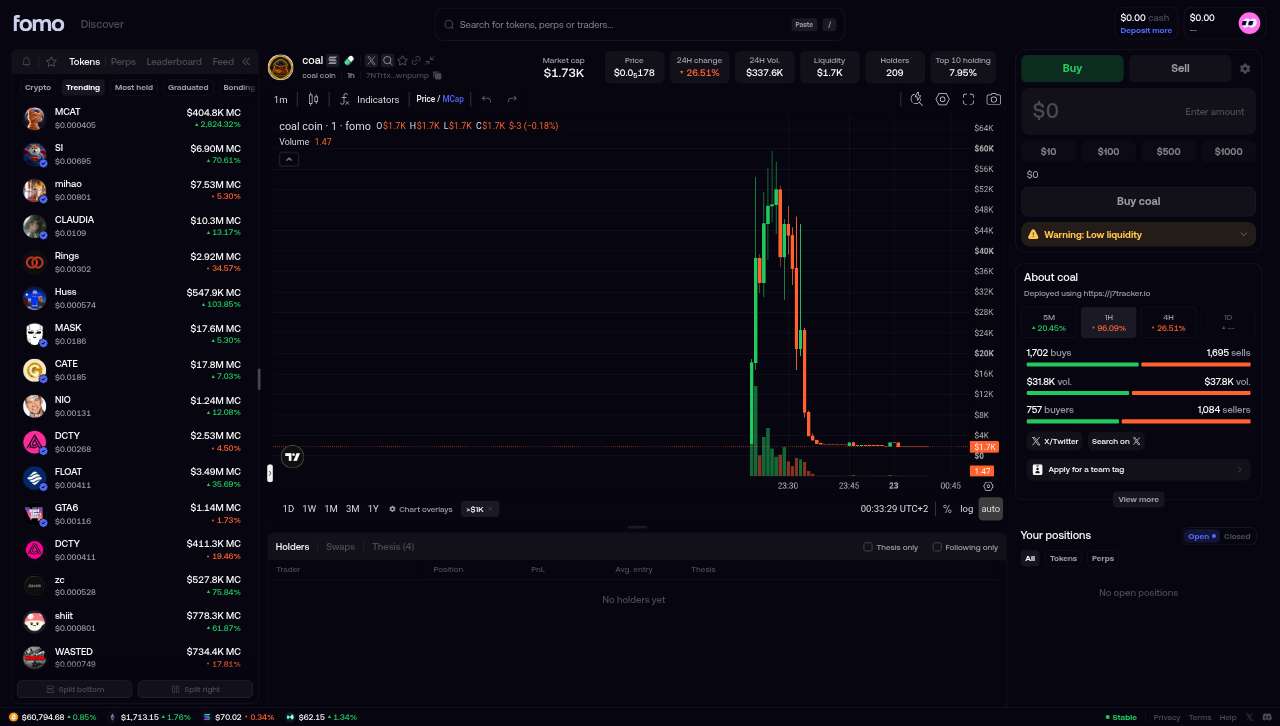 fomo Discover
Search for tokens, perps or traders... Paste /
$0.00 cash
Deposit more
$0.00
—
Tokens Perps Leaderboard Feed
Crypto Trending Most held Graduated Bonding
MCAT $404.8K MC
$0.000405 2,824.32%
SI $6.90M MC
$0.00695 70.61%
mihao $7.53M MC
$0.00801 5.30%
CLAUDIA $10.3M MC
$0.0109 13.17%
Rings $2.92M MC
$0.00302 34.57%
Huss $547.9K MC
$0.000574 103.85%
MASK $17.6M MC
$0.0186 5.30%
CATE $17.8M MC
$0.0185 7.03%
NIO $1.24M MC
$0.00131 12.08%
DCTY $2.53M MC
$0.00268 4.50%
FLOAT $3.49M MC
$0.00411 35.69%
GTA6 $1.14M MC
$0.00116 1.73%
DCTY $411.3K MC
$0.000411 19.46%
zc $527.8K MC
$0.000528 75.84%
shiit $778.3K MC
$0.000801 61.87%
WASTED $734.4K MC
$0.000749 17.81%
Split bottom Split right
coal
coal coin 1h 7NTrtx...wnpump
Market cap
$1.73K
Price
$0.0₅178
24H change
26.51%
24H Vol.
$337.6K
Liquidity
$1.7K
Holders
209
Top 10 holding
7.95%
1m Indicators Price / MCap
coal coin · 1 · fomo O$1.7K H$1.7K L$1.7K C$1.7K $-3 (−0.18%)
Volume 1.47
$64K
$60K
$56K
$52K
$48K
$44K
$40K
$36K
$32K
$28K
$24K
$20K
$16K
$12K
$8K
$4K
$1.7K
$0
1.47
23:30 23:45 23 00:45
1D 1W 1M 3M 1Y Chart overlays >$1K
00:33:29 UTC+2 % log auto
Holders Swaps Thesis (4) Thesis only Following only
Trader Position PnL Avg. entry Thesis
No holders yet
Buy Sell
$0 Enter amount
$10 $100 $500 $1000
$0
Buy coal
Warning: Low liquidity
About coal
Deployed using https://j7tracker.io
5M 1H 4H 1D
20.45% 96.09% 26.51% --
1,702 buys 1,695 sells
$31.8K vol. $37.8K vol.
757 buyers 1,084 sellers
X/Twitter Search on X
Apply for a team tag
View more
Your positions Open Closed
All Tokens Perps
No open positions
$60,794.68 0.85% $1,713.15 1.76% $70.02 0.34% $62.15 1.34%
Stable Privacy Terms Help